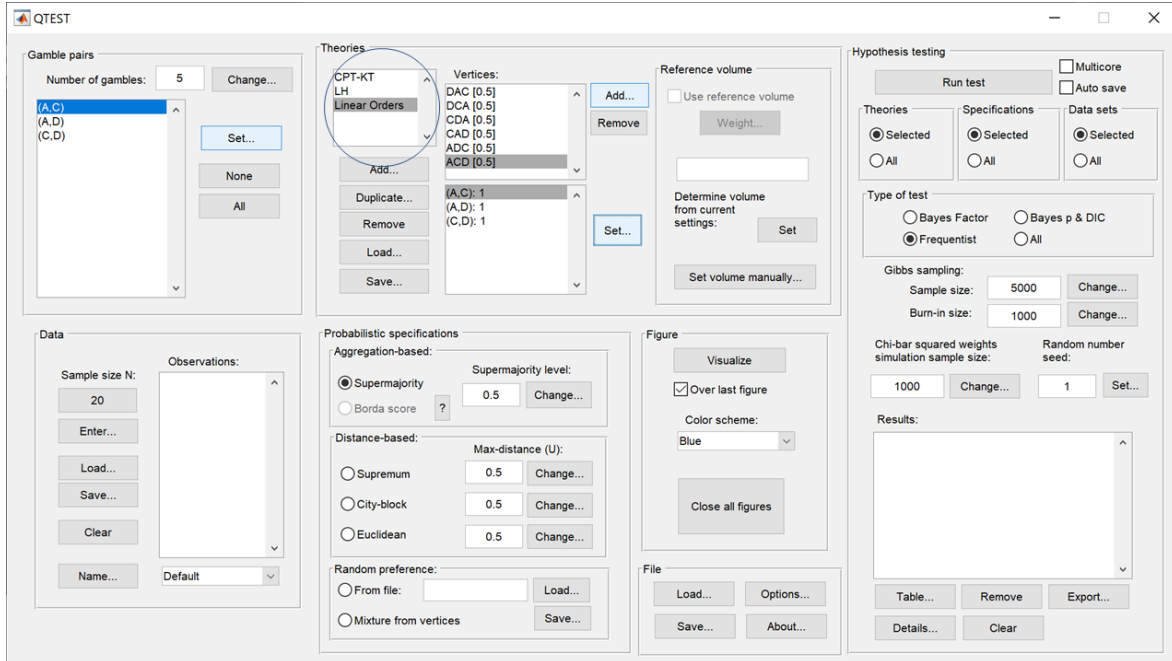 QTEST
Gamble pairs
Number of gambles: 5 Change...
(A,C)
(A,D)
(C,D)
Set...
None
All
Theories
CPT-KT
LH
Linear Orders
Add...
Duplicate...
Remove
Load...
Save...
Vertices:
DAC [0.5]
DCA [0.5]
CDA [0.5]
CAD [0.5]
ADC [0.5]
ACD [0.5]
Add...
Remove
(A,C): 1
(A,D): 1
(C,D): 1
Set...
Reference volume
Use reference volume
Weight...
Determine volume
from current
settings:
Set
Set volume manually...
Hypothesis testing
Run test
Multicore
Auto save
Theories
Selected
All
Specifications
Selected
All
Data sets
Selected
All
Type of test
Bayes Factor Bayes p & DIC
Frequentist All
Gibbs sampling:
Sample size: 5000 Change...
Burn-in size: 1000 Change...
Chi-bar squared weights
simulation sample size:
1000 Change...
Random number
seed:
1 Set...
Results:
Table... Remove Export...
Details... Clear
Data
Sample size N:
20
Enter...
Load...
Save...
Clear
Name...
Observations:
Default
Probabilistic specifications
Aggregation-based:
Supermajority
Borda score ?
Supermajority level:
0.5 Change...
Distance-based:
Max-distance (U):
Supremum 0.5 Change...
City-block 0.5 Change...
Euclidean 0.5 Change...
Random preference:
From file: Load...
Mixture from vertices Save...
Figure
Visualize
Over last figure
Color scheme:
Blue
Close all figures
File
Load... Options...
Save... About...